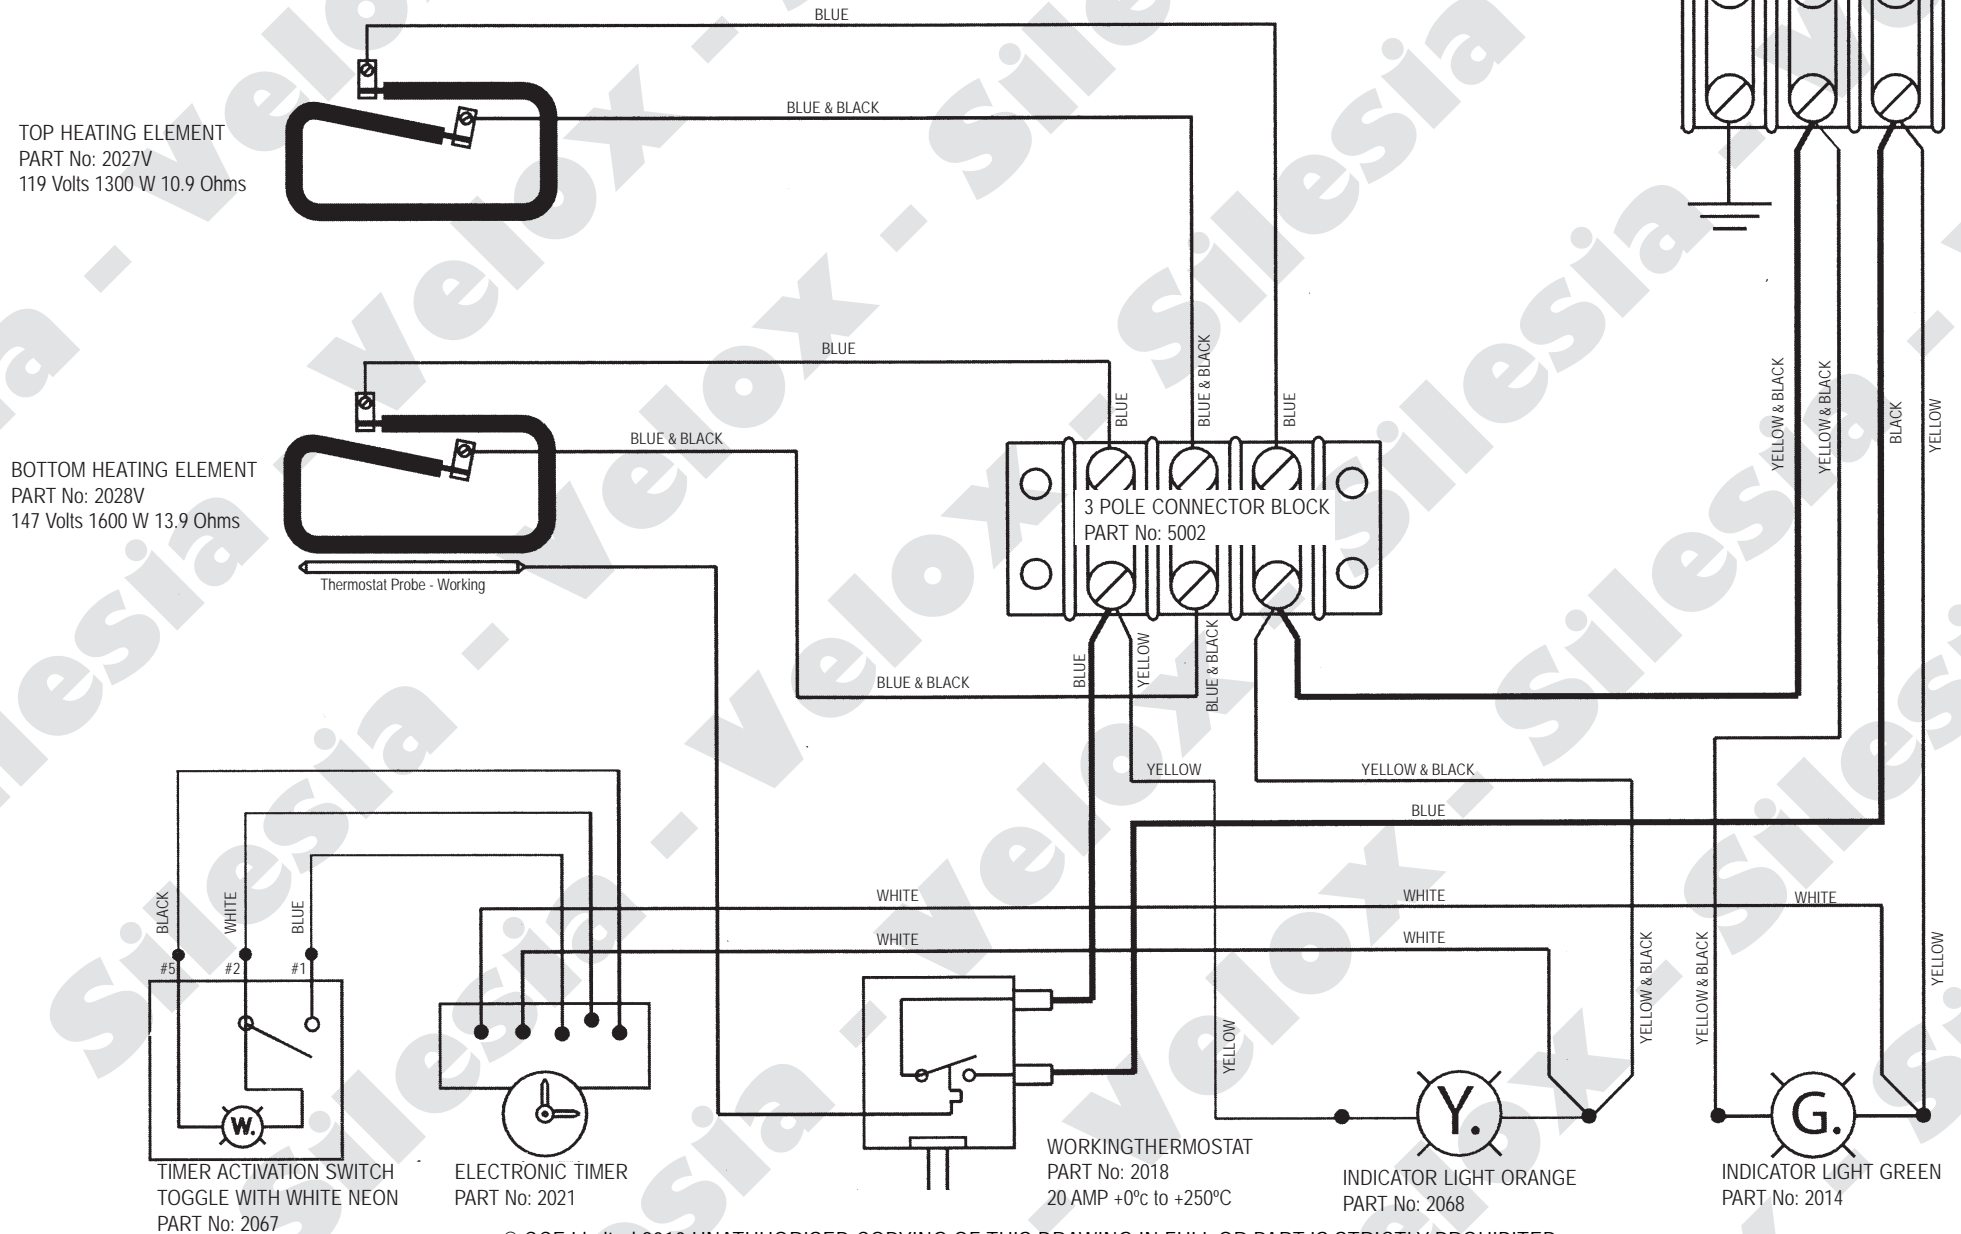 BLUE
BLUE & BLACK
TOP HEATING ELEMENT
PART No: 2027V
119 Volts 1300 W 10.9 Ohms
BLUE
BLUE & BLACK
BOTTOM HEATING ELEMENT
PART No: 2028V
147 Volts 1600 W 13.9 Ohms
Thermostat Probe - Working
BLUE
BLUE & BLACK
BLUE
3 POLE CONNECTOR BLOCK
PART No: 5002
YELLOW & BLACK
YELLOW & BLACK
BLACK
YELLOW
BLUE
YELLOW
BLUE & BLACK
BLUE & BLACK
YELLOW
YELLOW & BLACK
BLUE
BLACK
WHITE
BLUE
WHITE
WHITE
WHITE
WHITE
WHITE
#5
#2
#1
YELLOW
YELLOW & BLACK
YELLOW & BLACK
YELLOW
W.
Y.
G.
TIMER ACTIVATION SWITCH
TOGGLE WITH WHITE NEON
PART No: 2067
ELECTRONIC TIMER
PART No: 2021
WORKINGTHERMOSTAT
PART No: 2018
20 AMP +0ºc to +250ºC
INDICATOR LIGHT ORANGE
PART No: 2068
INDICATOR LIGHT GREEN
PART No: 2014
Silesia - Velox - Silesia - Velox - Silesia